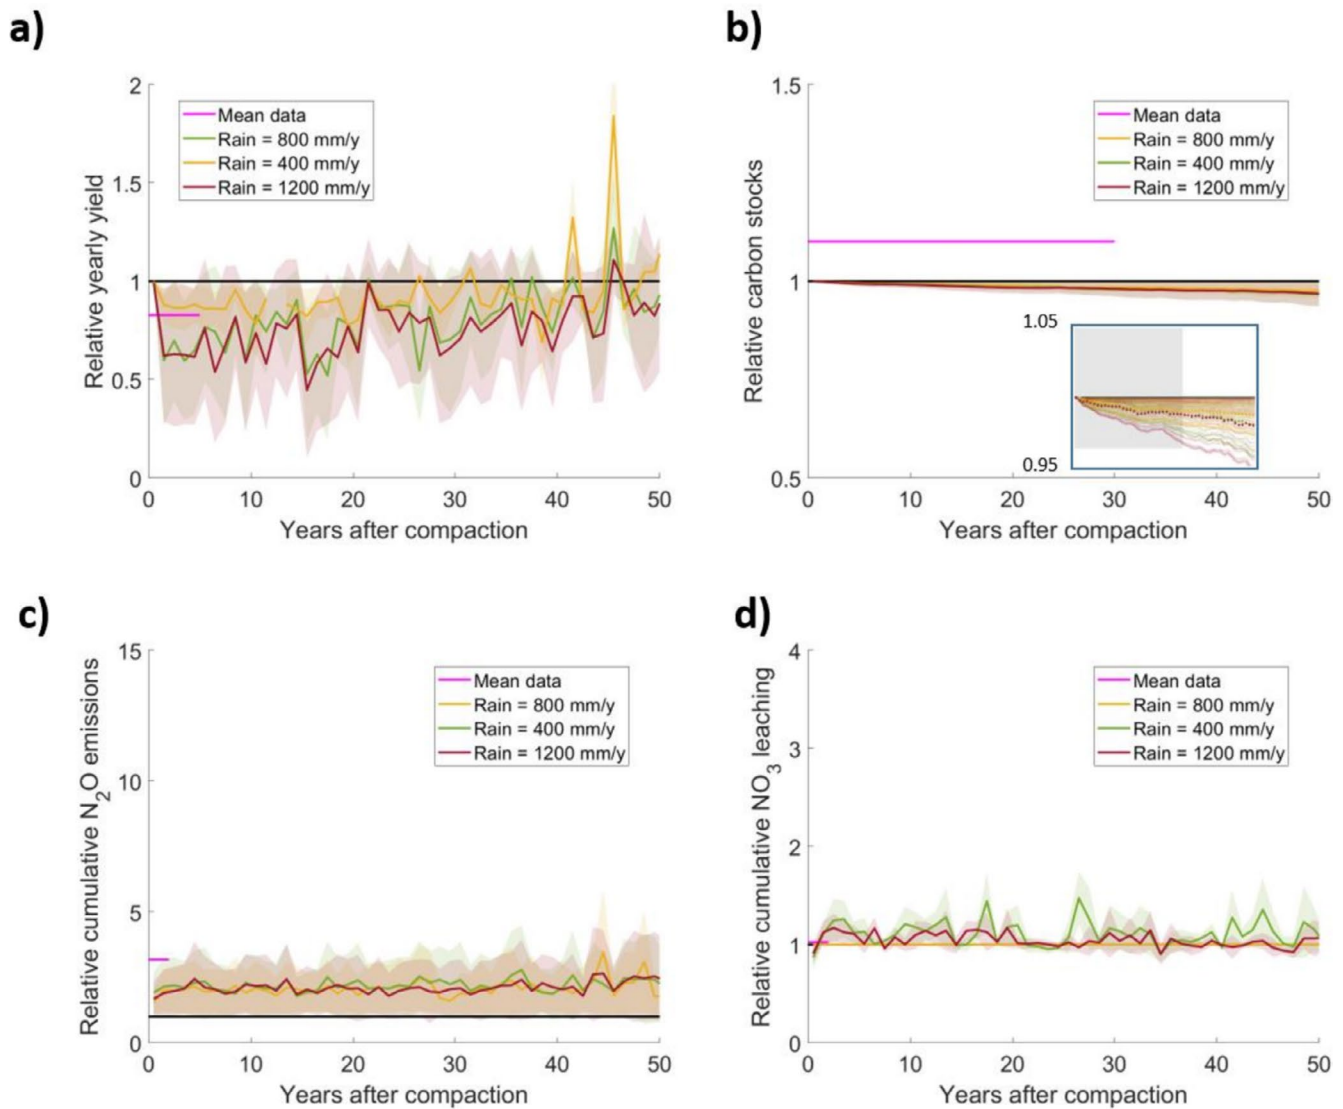 a)
2
1.5
1
0.5
0
Relative yearly yield
Mean data
Rain = 800 mm/y
Rain = 400 mm/y
Rain = 1200 mm/y
0 10 20 30 40 50
Years after compaction
b)
1.5
1
0.5
Relative carbon stocks
Mean data
Rain = 800 mm/y
Rain = 400 mm/y
Rain = 1200 mm/y
1.05
0.95
0 10 20 30 40 50
Years after compaction
c)
15
10
5
0
Relative cumulative N2O emissions
Mean data
Rain = 800 mm/y
Rain = 400 mm/y
Rain = 1200 mm/y
0 10 20 30 40 50
Years after compaction
d)
4
3
2
1
0
Relative cumulative NO3 leaching
Mean data
Rain = 800 mm/y
Rain = 400 mm/y
Rain = 1200 mm/y
0 10 20 30 40 50
Years after compaction